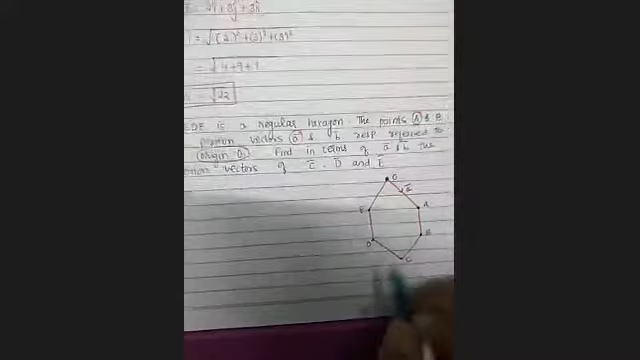 = √(2)² + (3)² + (3)²
= √4+9+9
= √22
is a regular hexagon. The points A & B
position vectors a̅ & b̅ resp referred to
origin O. Find in terms of a̅ & b̅ the
vectors of C̅, D̅ and E̅
O
a̅
A
E
B
D
C